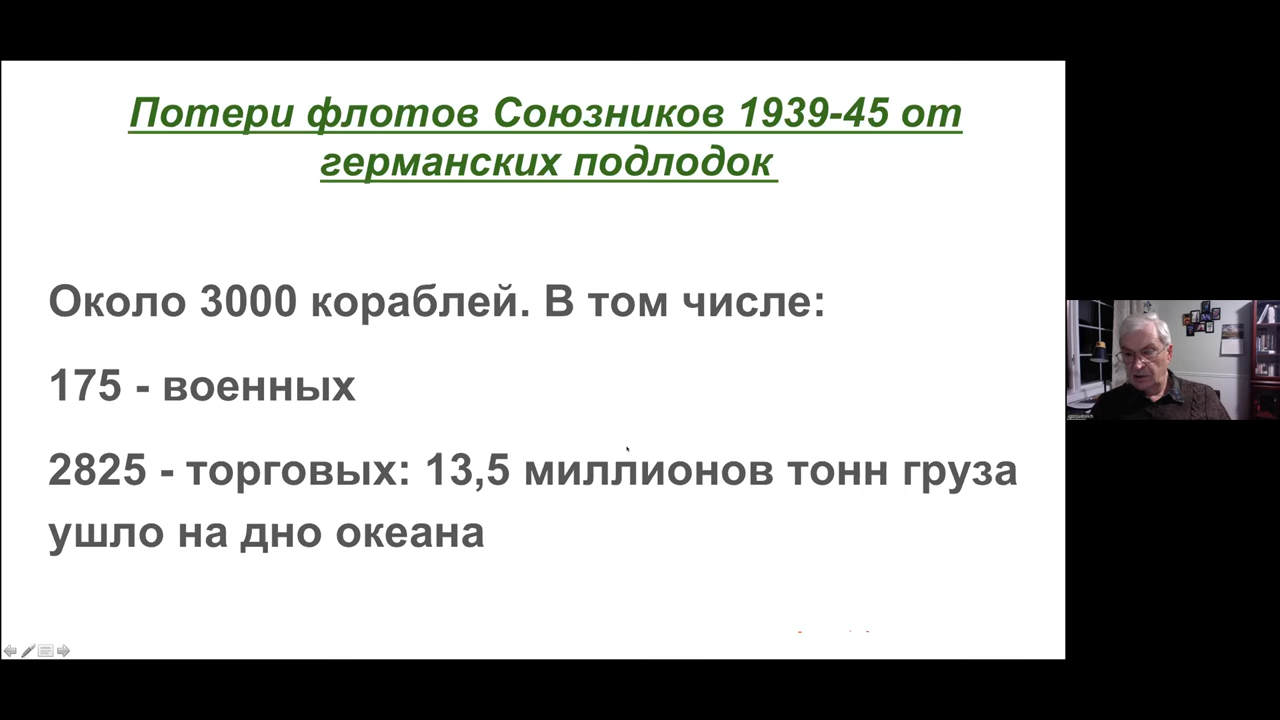 Потери флотов Союзников 1939-45 от
германских подлодок
Около 3000 кораблей. В том числе:
175 - военных
2825 - торговых: 13,5 миллионов тонн груза
ушло на дно океана